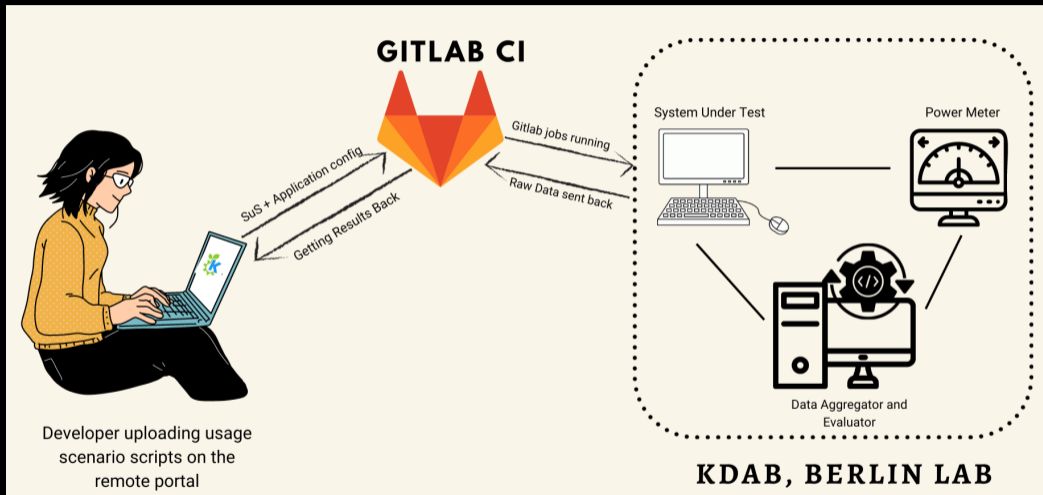 GITLAB CI
System Under Test
Power Meter
Gitlab jobs running
Raw Data sent back
SuS + Application config
Getting Results Back
K
</>
Data Aggregator and
Evaluator
Developer uploading usage
scenario scripts on the
remote portal
KDAB, BERLIN LAB